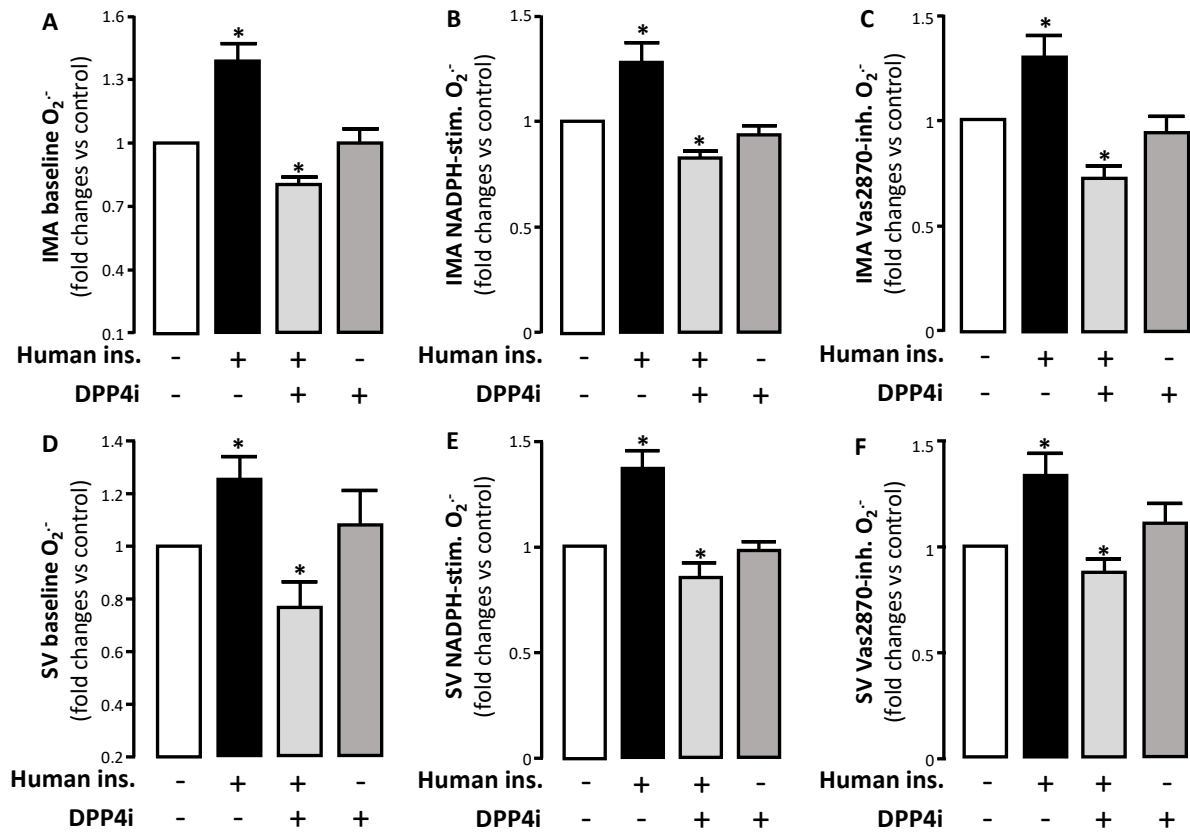 A
IMA baseline O₂·⁻
(fold changes vs control)
1.6
1.3
1
0.7
0.4
0.1
*
*
Human ins. - + + -
DPP4i - - + +
B
IMA NADPH-stim. O₂·⁻
(fold changes vs control)
1.5
1
0.5
0
*
*
Human ins. - + + -
DPP4i - - + +
C
IMA Vas2870-inh. O₂·⁻
(fold changes vs control)
1.5
1
0.5
0
*
*
Human ins. - + + -
DPP4i - - + +
D
SV baseline O₂·⁻
(fold changes vs control)
1.4
1.2
1
0.8
0.6
0.4
0.2
*
*
Human ins. - + + -
DPP4i - - + +
E
SV NADPH-stim. O₂·⁻
(fold changes vs control)
1.5
1
0.5
0
*
*
Human ins. - + + -
DPP4i - - + +
F
SV Vas2870-inh. O₂·⁻
(fold changes vs control)
1.5
1
0.5
0
*
*
Human ins. - + + -
DPP4i - - + +